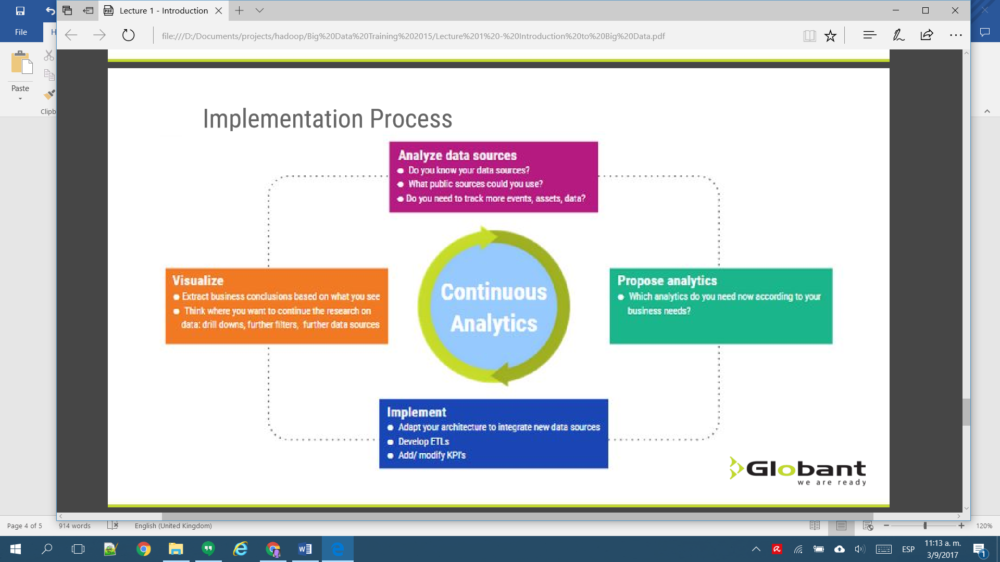 Lecture 1 - Introduction
File
H
file:///D:/Documents/projects/hadoop/Big%20Data%20Training%202015/Lecture%201%20-%20Introduction%20to%20Big%20Data.pdf
Paste
Clipb
Implementation Process
Analyze data sources
● Do you know your data sources?
● What public sources could you use?
● Do you need to track more events, assets, data?
Visualize
● Extract business conclusions based on what you see
● Think where you want to continue the research on
data: drill downs, further filters, further data sources
Continuous
Analytics
Propose analytics
● Which analytics do you need now according to your
business needs?
Implement
● Adapt your architecture to integrate new data sources
● Develop ETLs
● Add/ modify KPI's
Globant
we are ready
Page 4 of 5
914 words
English (United Kingdom)
120%
ESP
11:13 a. m.
3/9/2017
1